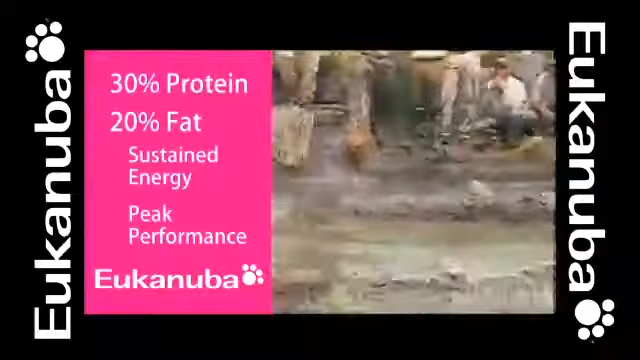 Eukanuba
30% Protein
20% Fat
Sustained
Energy
Peak
Performance
Eukanuba
Eukanuba